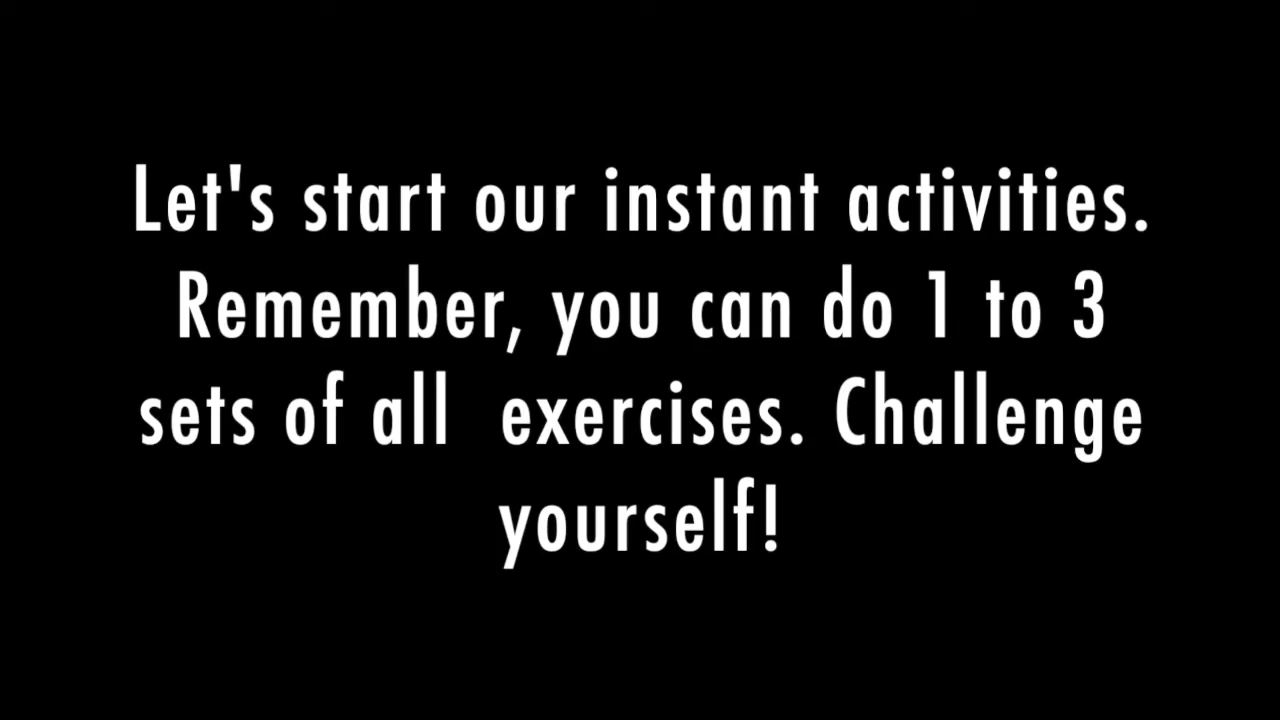 Let's start our instant activities.
Remember, you can do 1 to 3
sets of all  exercises. Challenge
yourself!